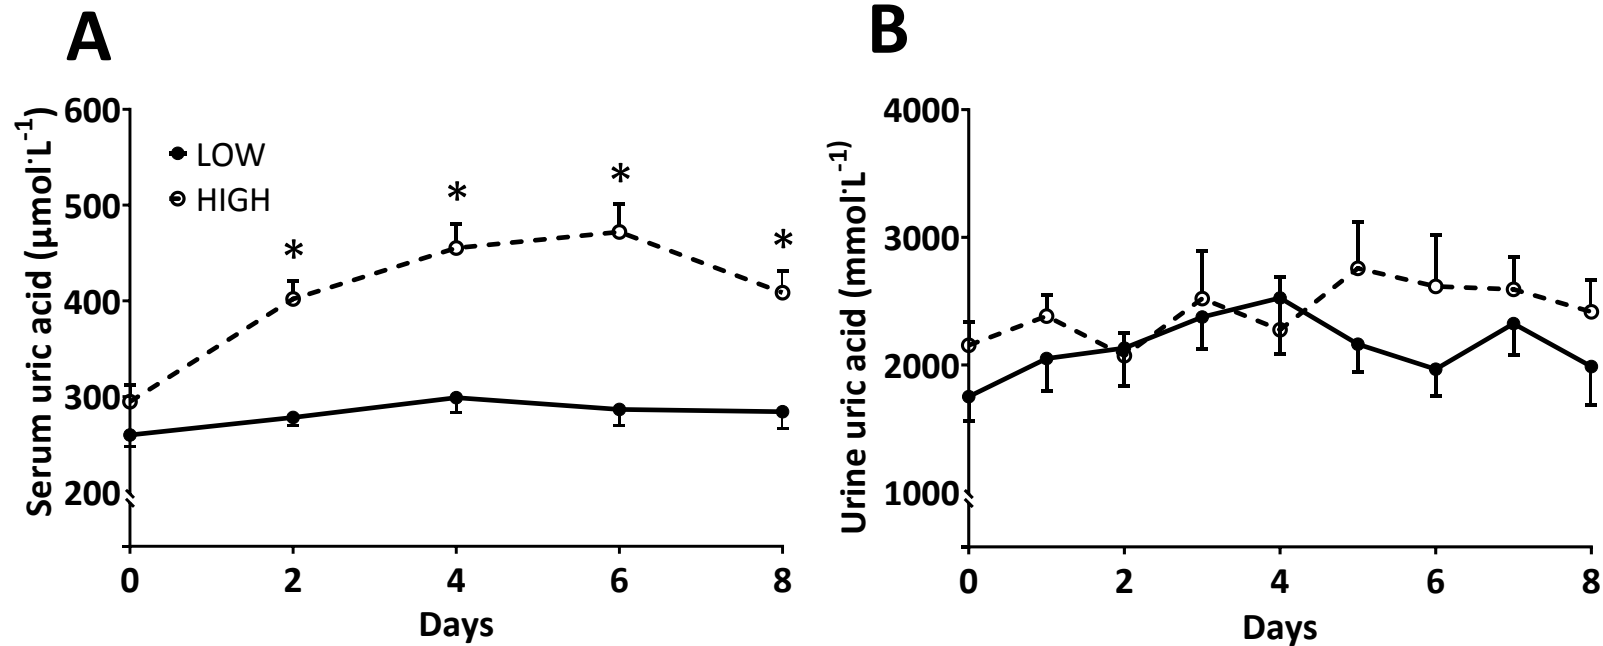 A
Serum uric acid (µmol·L⁻¹)
600
500
400
300
200
LOW
HIGH
*
*
*
*
0 2 4 6 8
Days
B
Urine uric acid (mmol·L⁻¹)
4000
3000
2000
1000
0 2 4 6 8
Days